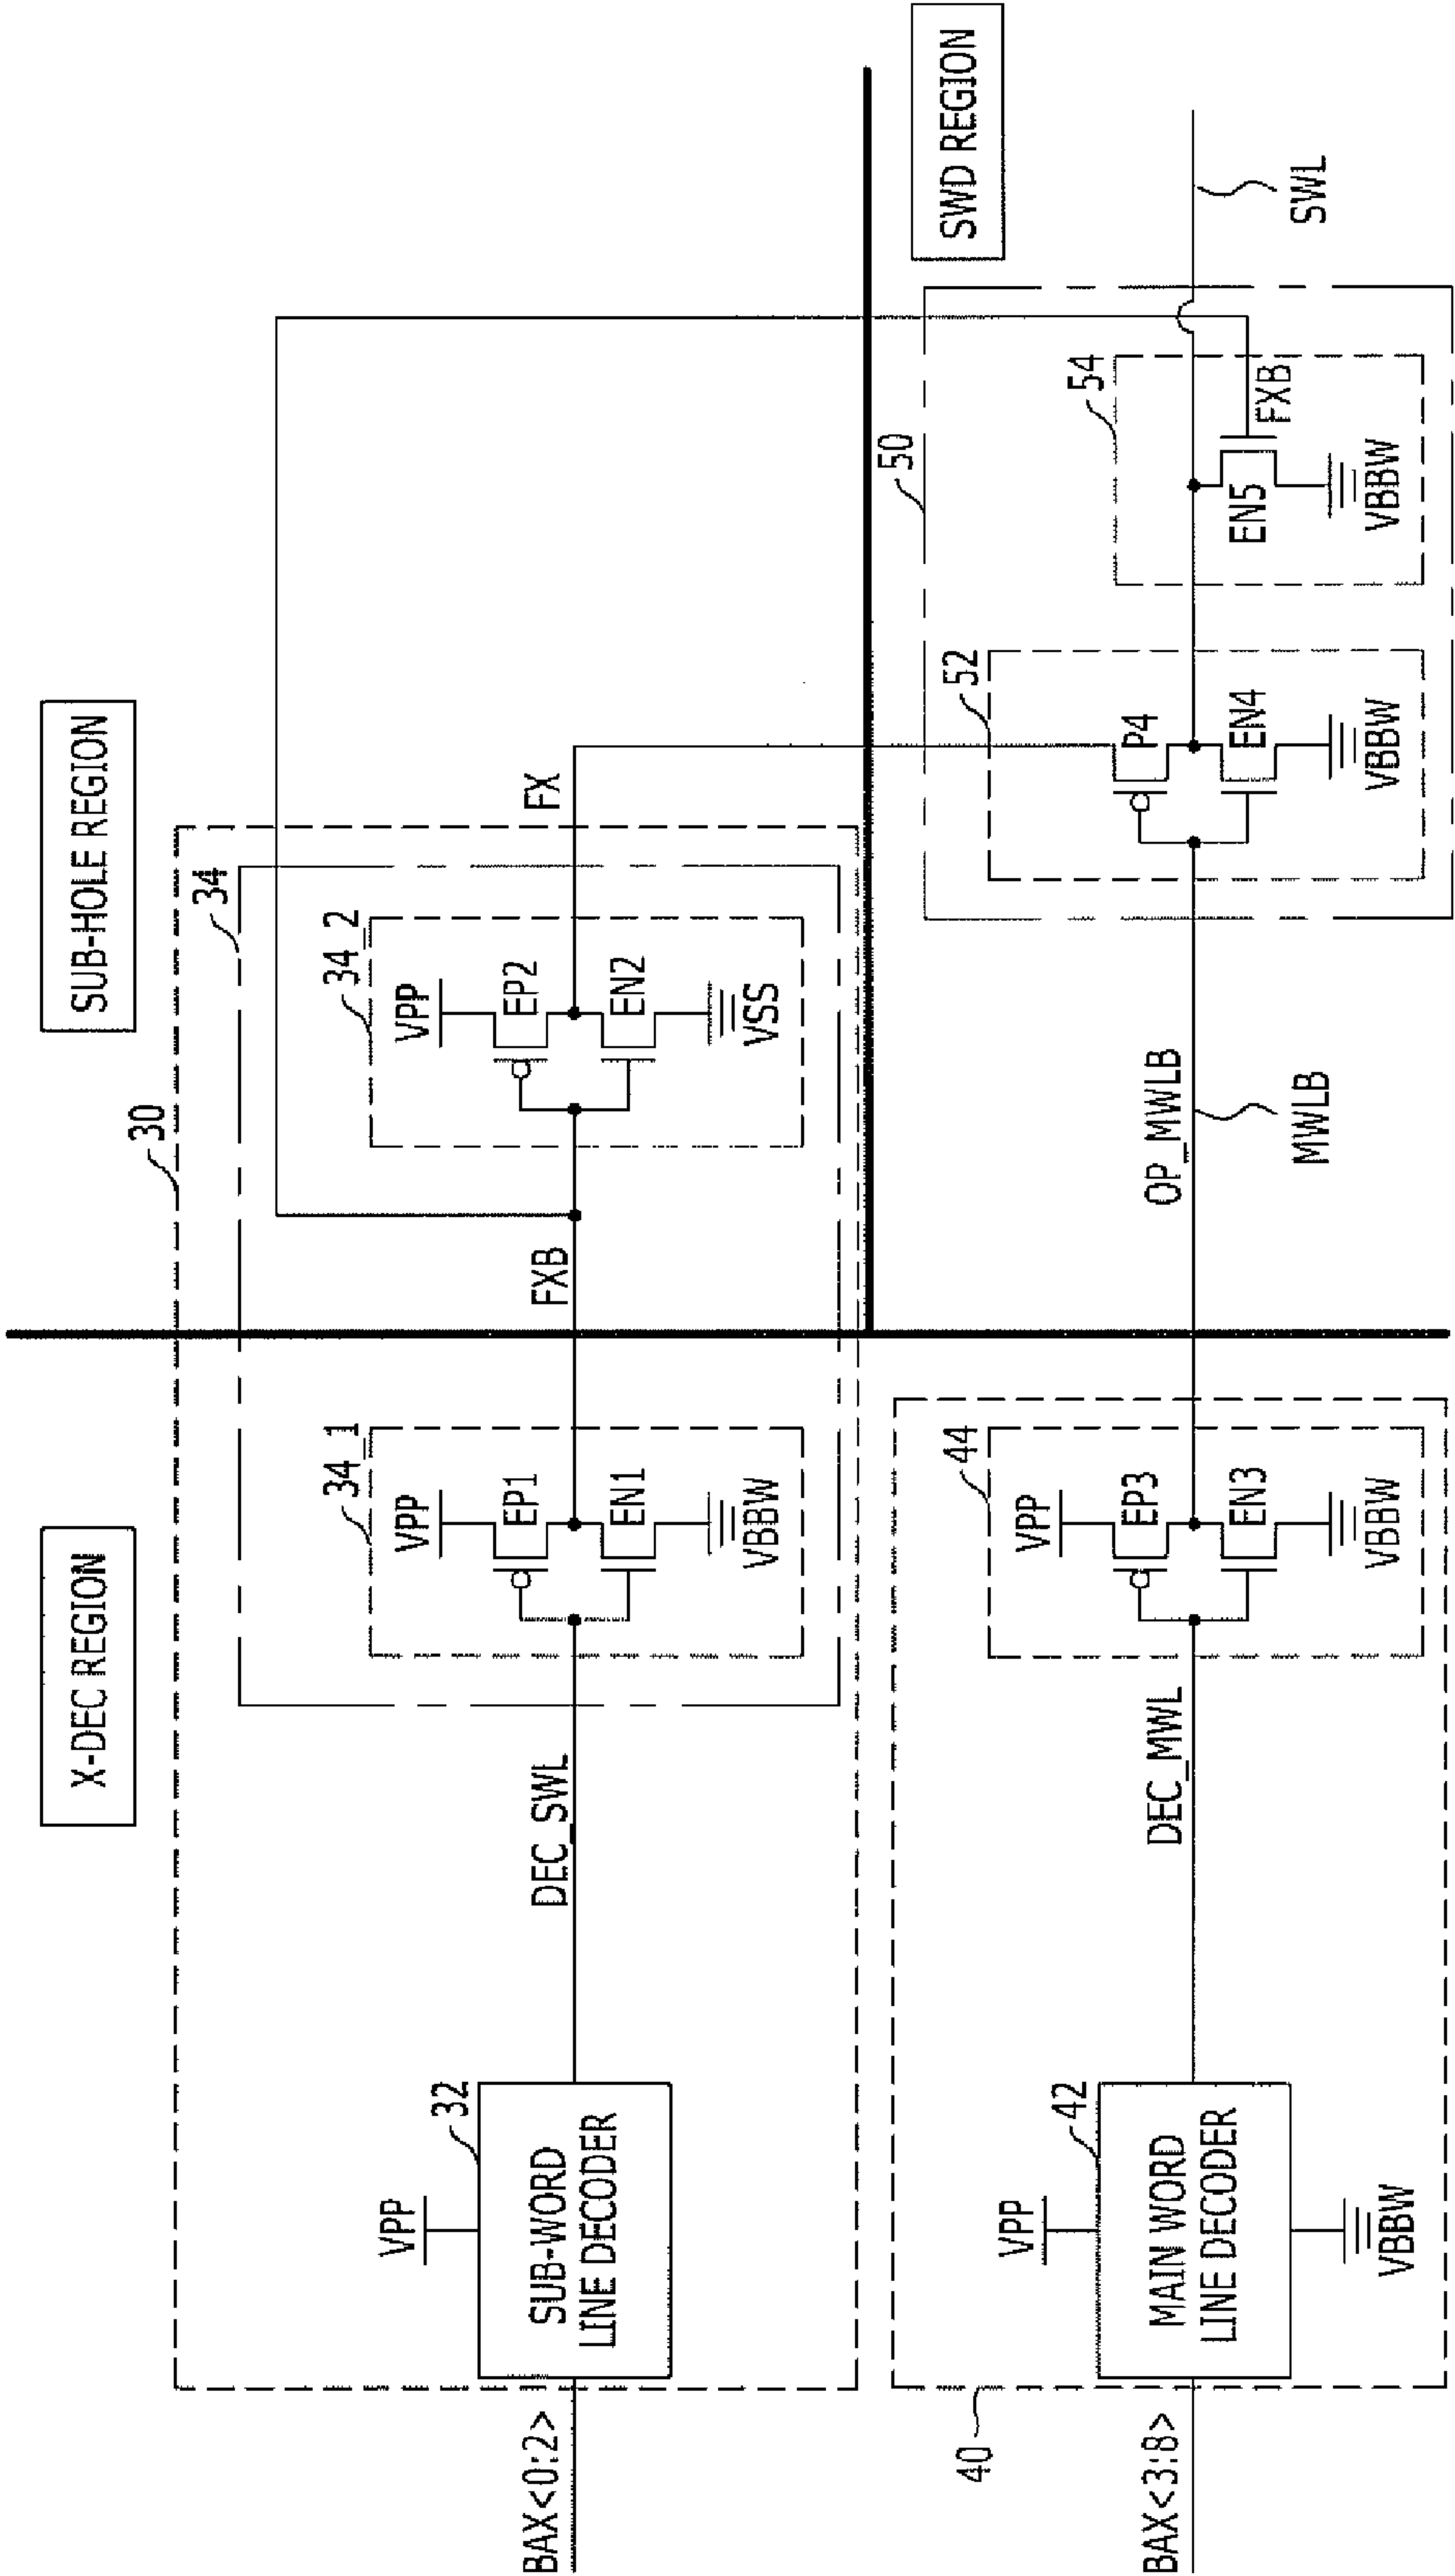 X-DEC REGION
SUB-HOLE REGION
30
34
34_1
34_2
VPP
VPP
VPP
32
SUB-WORD
LINE DECODER
BAX<0:2>
DEC_SWL
EP1
EN1
VBBW
FXB
EP2
EN2
VSS
FX
SWD REGION
40
42
44
50
52
54
VPP
VPP
MAIN WORD
LINE DECODER
VBBW
BAX<3:8>
DEC_MWL
EP3
EN3
VBBW
OP_MWLB
MWLB
P4
EN4
VBBW
EN5
FXB
VBBW
SWL